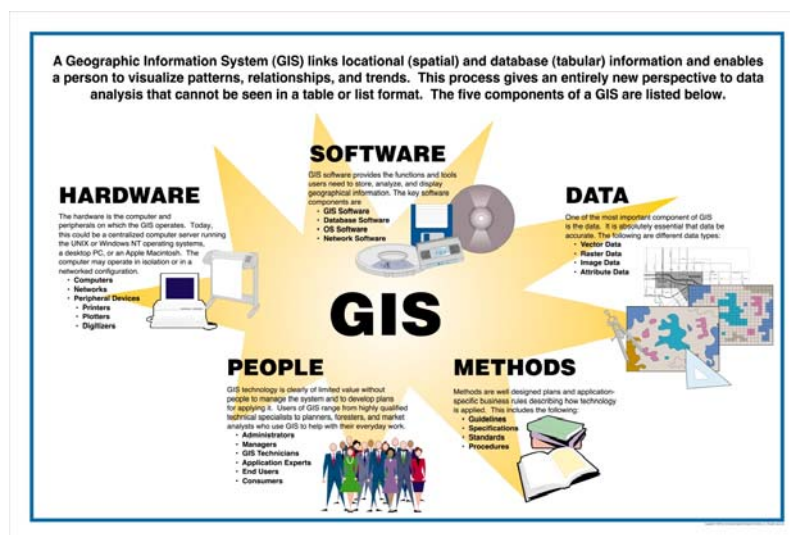 A Geographic Information System (GIS) links locational (spatial) and database (tabular) information and enables
a person to visualize patterns, relationships, and trends. This process gives an entirely new perspective to data
analysis that cannot be seen in a table or list format. The five components of a GIS are listed below.
SOFTWARE
GIS software provides the functions and tools
users need to store, analyze, and display
geographical information. The key software
components are
• GIS Software
• Database Software
• OS Software
• Network Software
HARDWARE
The hardware is the computer and
peripherals on which the GIS operates. Today,
this could be a centralized computer server running
the UNIX or Windows NT operating systems,
a desktop PC, or an Apple Macintosh. The
computer may operate in isolation or in a
networked configuration.
• Computers
• Networks
• Peripheral Devices
• Printers
• Plotters
• Digitizers
DATA
One of the most important component of GIS
is the data. It is absolutely essential that data be
accurate. The following are different data types:
• Vector Data
• Raster Data
• Image Data
• Attribute Data
GIS
PEOPLE
GIS technology is clearly of limited value without
people to manage the system and to develop plans
for applying it. Users of GIS range from highly qualified
technical specialists to planners, foresters, and market
analysts who use GIS to help with their everyday work.
• Administrators
• Managers
• GIS Technicians
• Application Experts
• End Users
• Consumers
METHODS
Methods are well designed plans and application-
specific business rules describing how technology
is applied. This includes the following:
• Guidelines
• Specifications
• Standards
• Procedures